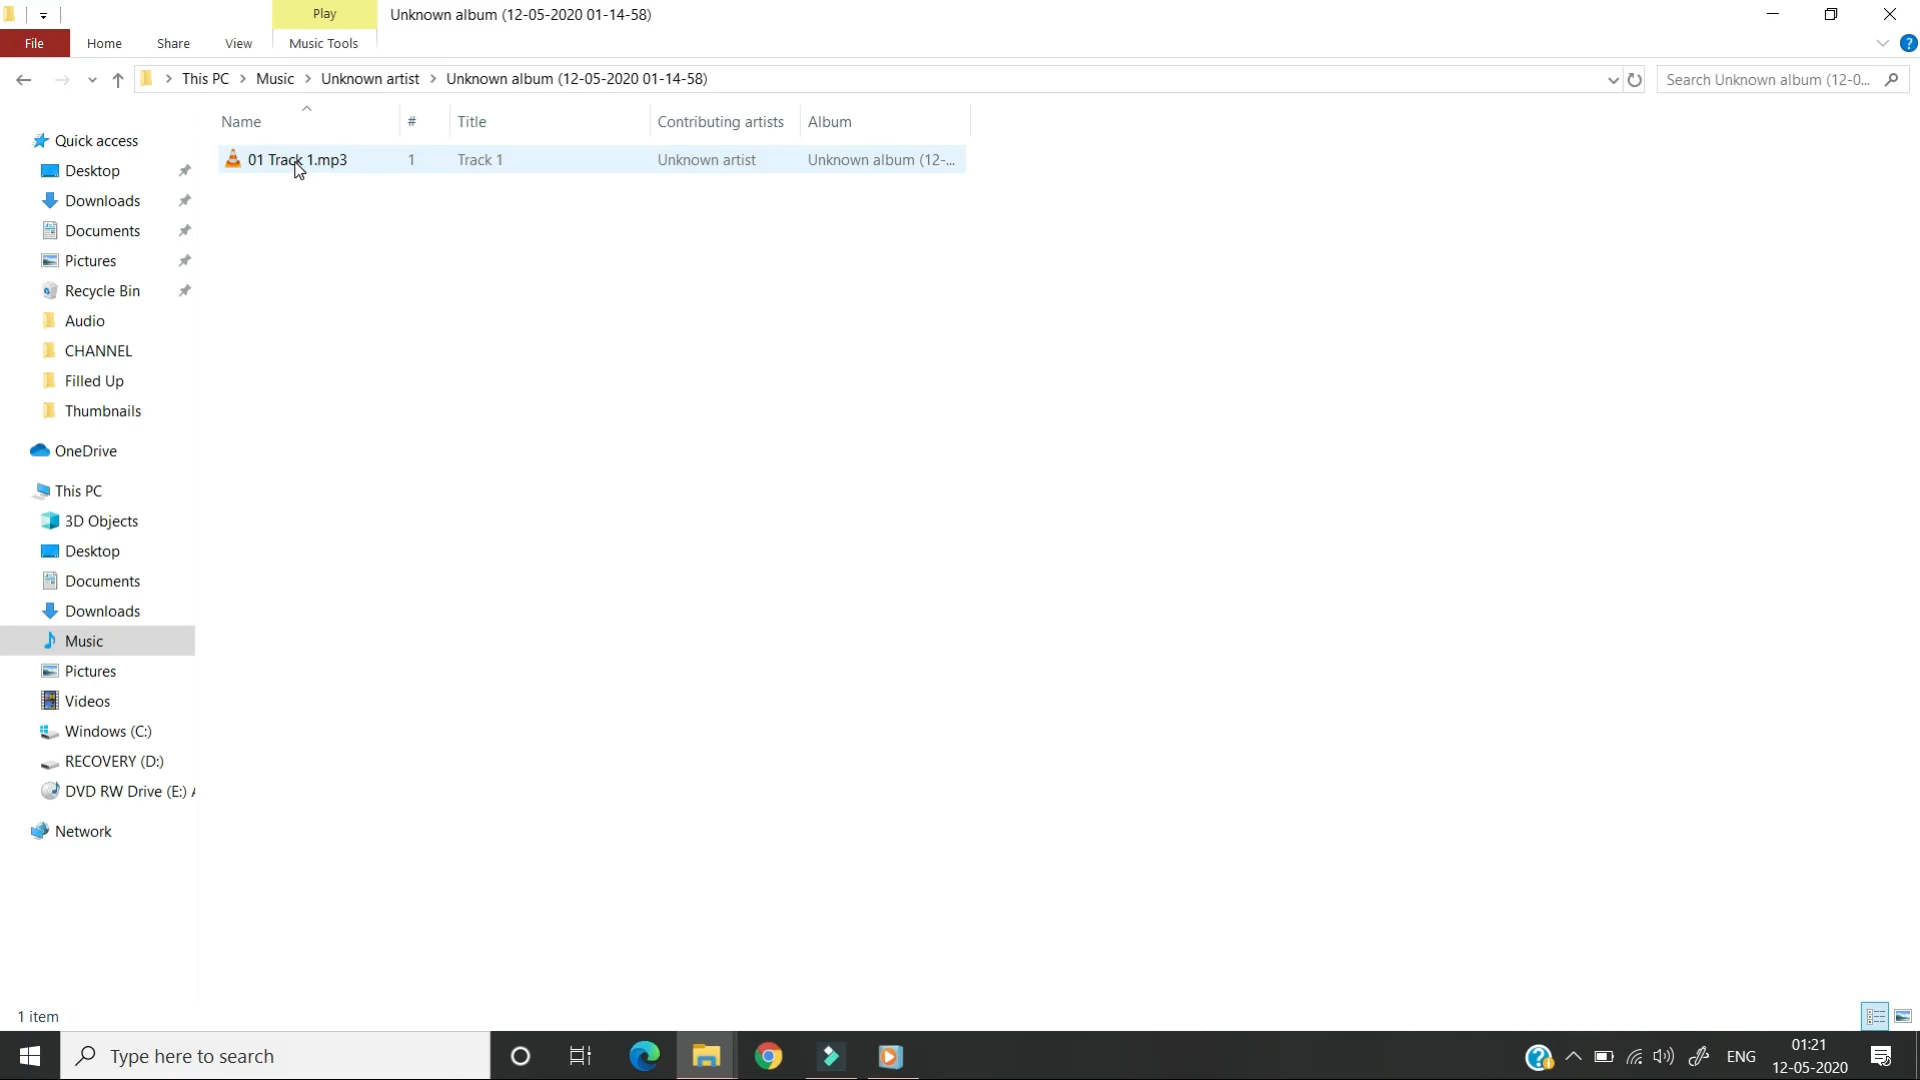 Play
Unknown album (12-05-2020 01-14-58)
File
Home
Share
View
Music Tools
This PC
Music
Unknown artist
Unknown album (12-05-2020 01-14-58)
Search Unknown album (12-0...
Name
#
Title
Contributing artists
Album
01 Track 1.mp3
1
Track 1
Unknown artist
Unknown album (12-...
Quick access
Desktop
Downloads
Documents
Pictures
Recycle Bin
Audio
CHANNEL
Filled Up
Thumbnails
OneDrive
This PC
3D Objects
Desktop
Documents
Downloads
Music
Pictures
Videos
Windows (C:)
RECOVERY (D:)
DVD RW Drive (E:)
Network
1 item
Type here to search
ENG
01:21
12-05-2020